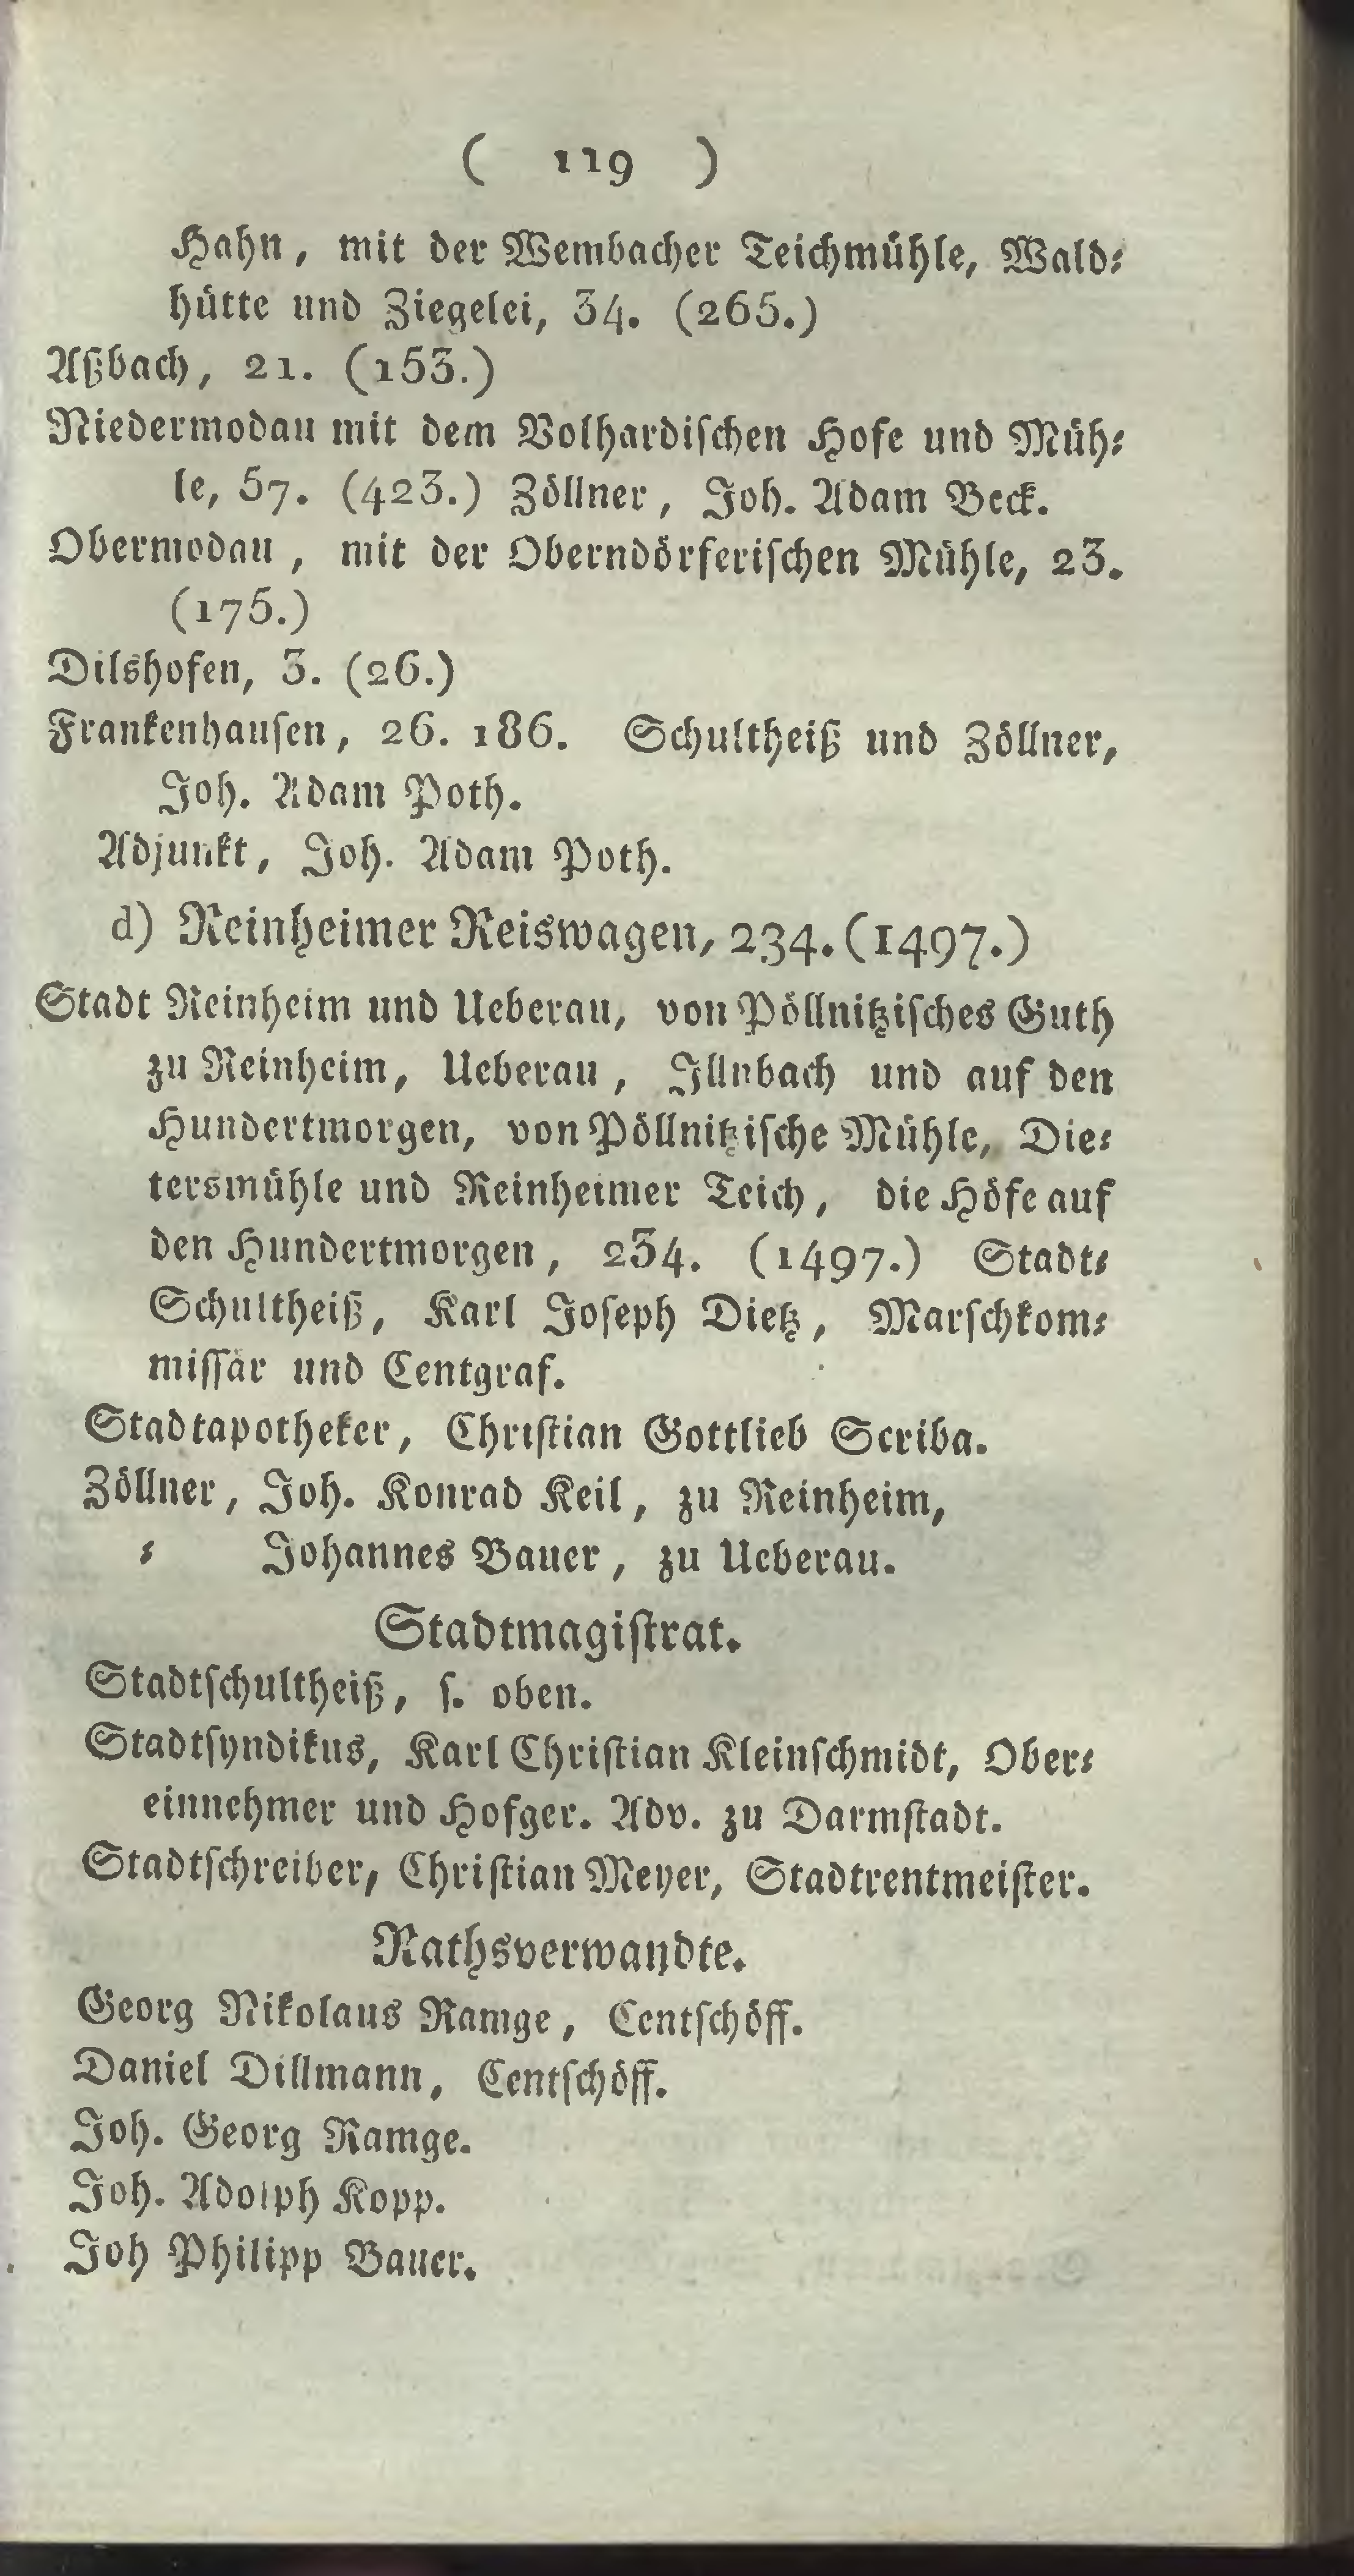 ( 119 )
Hahn, mit der Wembacher Teichmühle, Wald⸗
hütte und Ziegelei, 34. (265.)
Aßbach, 21. (153.)
Niedermodau mit dem Volhardiſchen Hofe und Müh⸗
le, 57. (423.) Zöllner, Joh. Adam Beck.
Obermodau, mit der Oberndörferiſchen Mühle, 23.
(175.)
Dilshofen, 3. (26.)
Frankenhauſen, 26. 186. Schultheiß und Zöllner,
Joh. Adam Poth.
Adjunkt, Joh. Adam Poth.
d) Reinheimer Reiswagen, 234. (1497.)
Stadt Reinheim und Ueberau, von Pöllnitziſches Guth
zu Reinheim, Ueberau, Illnbach und auf den
Hundertmorgen, von Pöllnitziſche Mühle, Die⸗
tersmühle und Reinheimer Teich, die Höfe auf
den Hundertmorgen, 234. (1497.) Stadt⸗
Schultheiß, Karl Joſeph Dietz, Marſchkom⸗
miſſär und Centgraf.
Stadtapotheker, Chriſtian Gottlieb Scriba.
Zöllner, Joh. Konrad Keil, zu Reinheim,
⸗ Johannes Bauer, zu Ueberau.
Stadtmagiſtrat.
Stadtſchultheiß, ſ. oben.
Stadtſyndikus, Karl Chriſtian Kleinſchmidt, Ober⸗
einnehmer und Hofger. Adv. zu Darmſtadt.
Stadtſchreiber, Chriſtian Meyer, Stadtrentmeiſter.
Rathsverwandte.
Georg Nikolaus Ramge, Centſchöff.
Daniel Dillmann, Centſchöff.
Joh. Georg Ramge.
Joh. Adolph Kopp.
Joh Philipp Bauer.